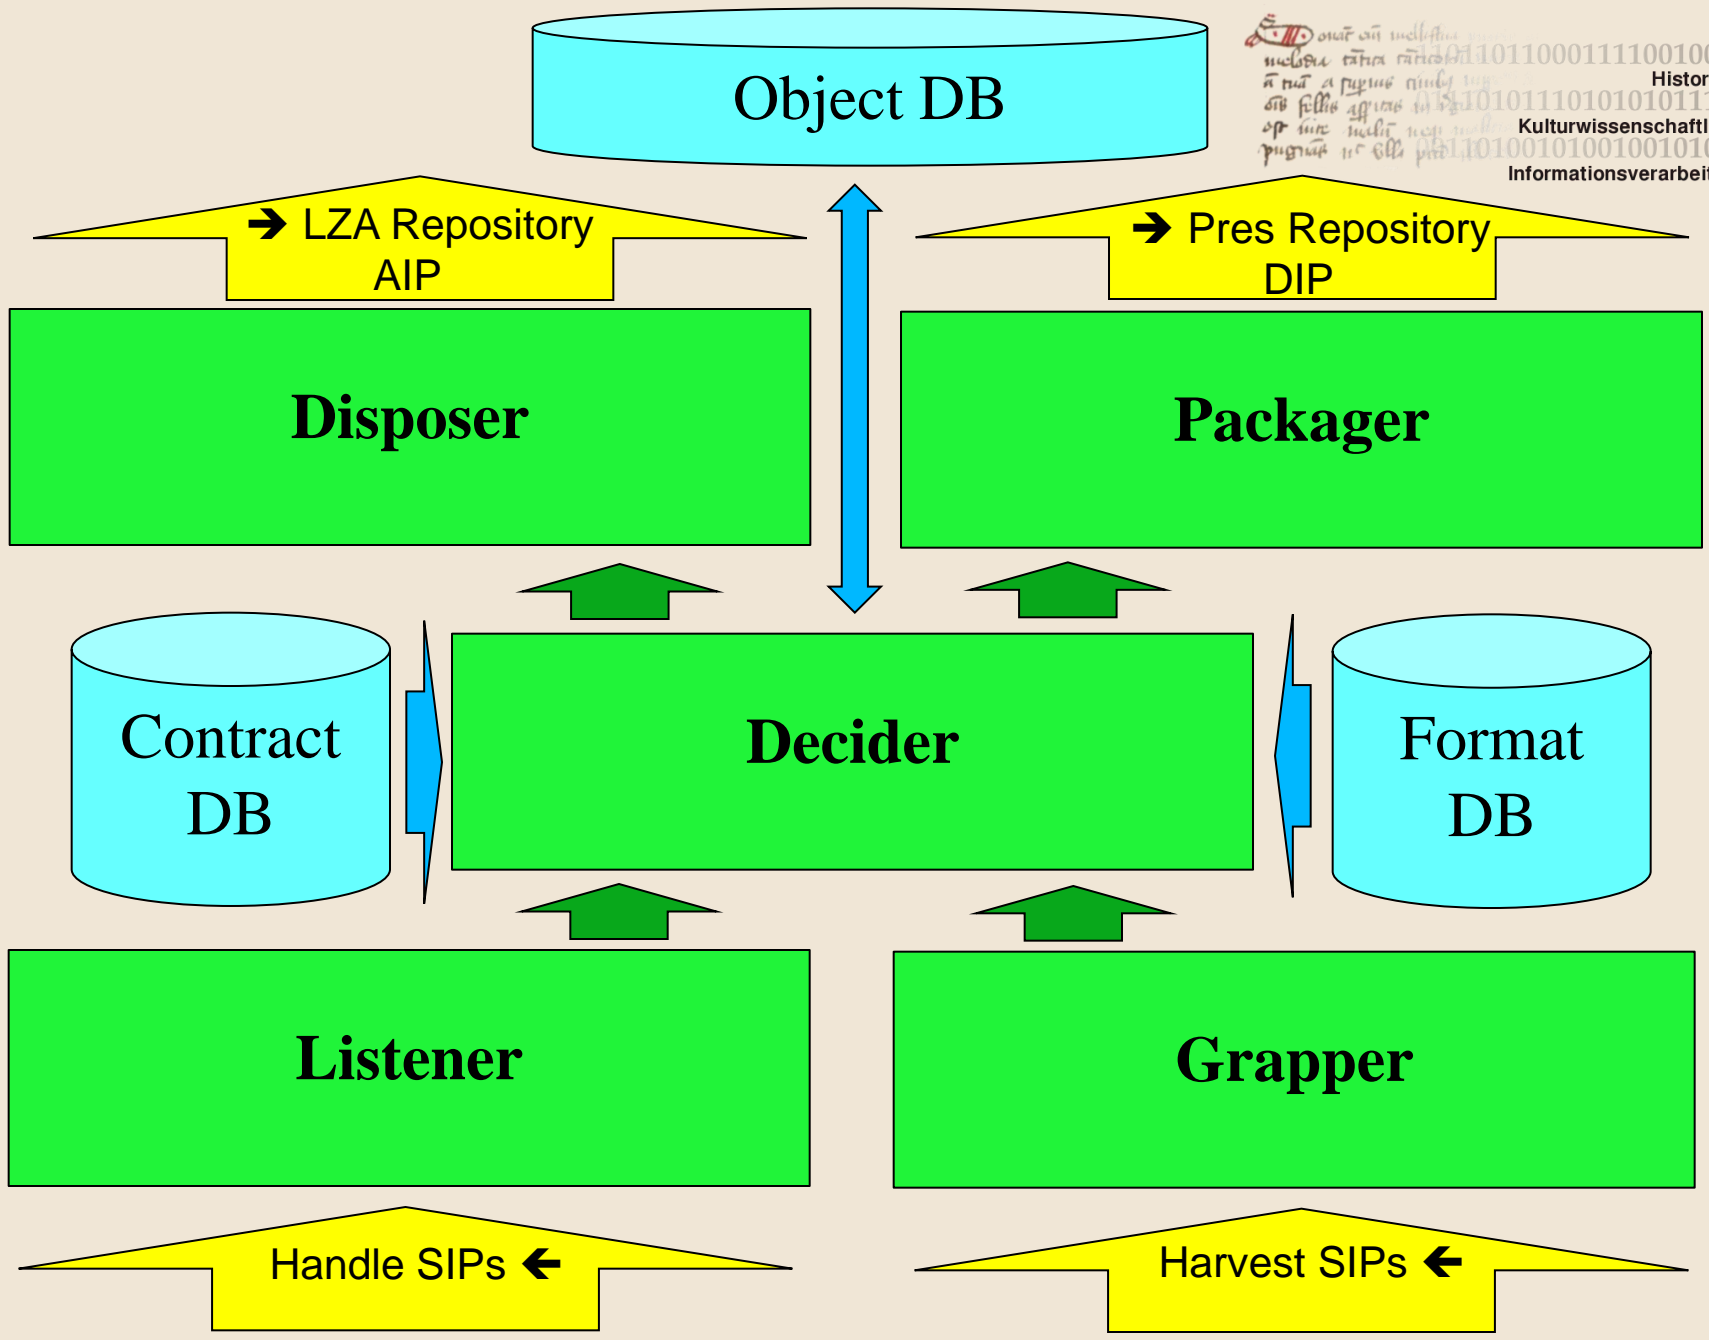 Object DB
11011011000111100100
Histor
Kulturwissenschaftl
Informationsverarbeit
➔ LZA Repository
AIP
➔ Pres Repository
DIP
Disposer
Packager
Contract
DB
Decider
Format
DB
Listener
Grapper
Handle SIPs 🡨
Harvest SIPs 🡨